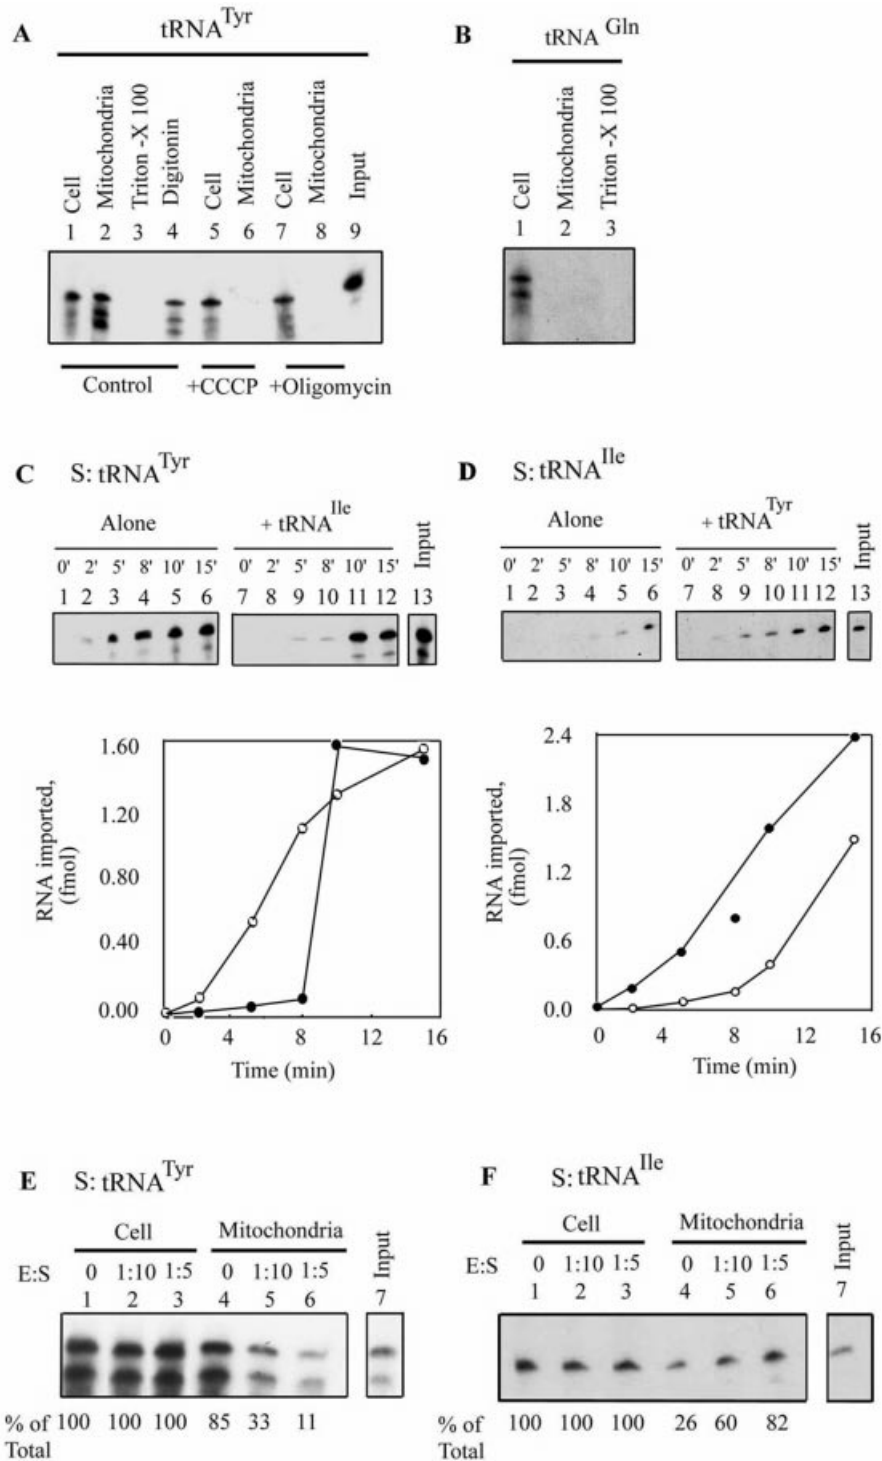 A
tRNA Tyr
Cell
Mitochondria
Triton -X 100
Digitonin
Cell
Mitochondria
Cell
Mitochondria
Input
1 2 3 4 5 6 7 8 9
Control
+CCCP
+Oligomycin
B
tRNA Gln
Cell
Mitochondria
Triton -X 100
1 2 3
C S: tRNA Tyr
Alone
+ tRNA Ile
Input
0' 2' 5' 8' 10' 15' 0' 2' 5' 8' 10' 15'
1 2 3 4 5 6 7 8 9 10 11 12 13
RNA imported,
(fmol)
1.60
1.20
0.80
0.40
0.00
0 4 8 12 16
Time (min)
D S: tRNA Ile
Alone
+ tRNA Tyr
Input
0' 2' 5' 8' 10' 15' 0' 2' 5' 8' 10' 15'
1 2 3 4 5 6 7 8 9 10 11 12 13
RNA imported,
(fmol)
2.4
1.8
1.2
0.6
0.0
0 4 8 12 16
Time (min)
E S: tRNA Tyr
Cell
Mitochondria
Input
E:S 0 1:10 1:5 0 1:10 1:5
1 2 3 4 5 6 7
% of
Total
100 100 100 85 33 11
F S: tRNA Ile
Cell
Mitochondria
Input
E:S 0 1:10 1:5 0 1:10 1:5
1 2 3 4 5 6 7
% of
Total
100 100 100 26 60 82